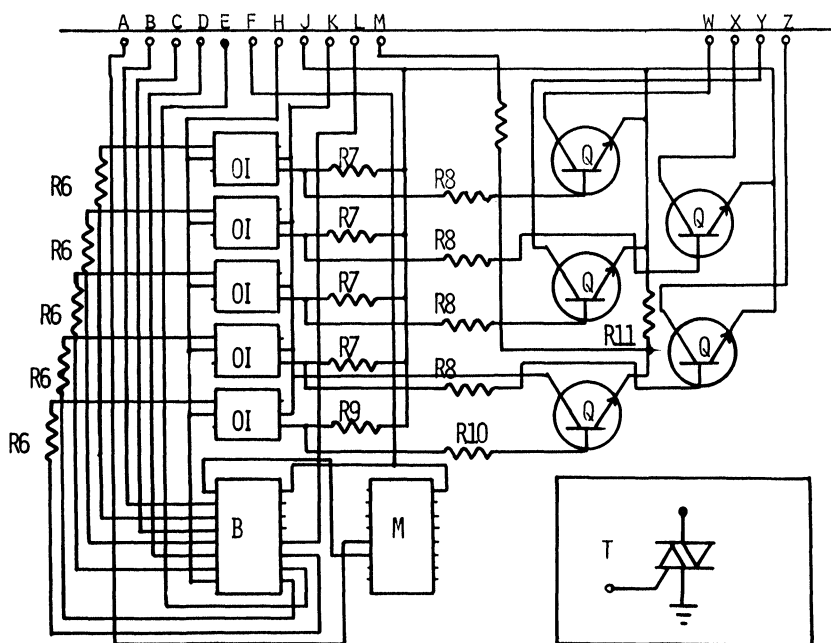 A B C D E F H J K L M W X Y Z
OI R7 Q
R6 R8
OI R7 Q
R6 R8
OI R7 Q
R6 R8 R11
OI R7 Q
R6 R8
OI R9 Q
R6 R10
B M
T